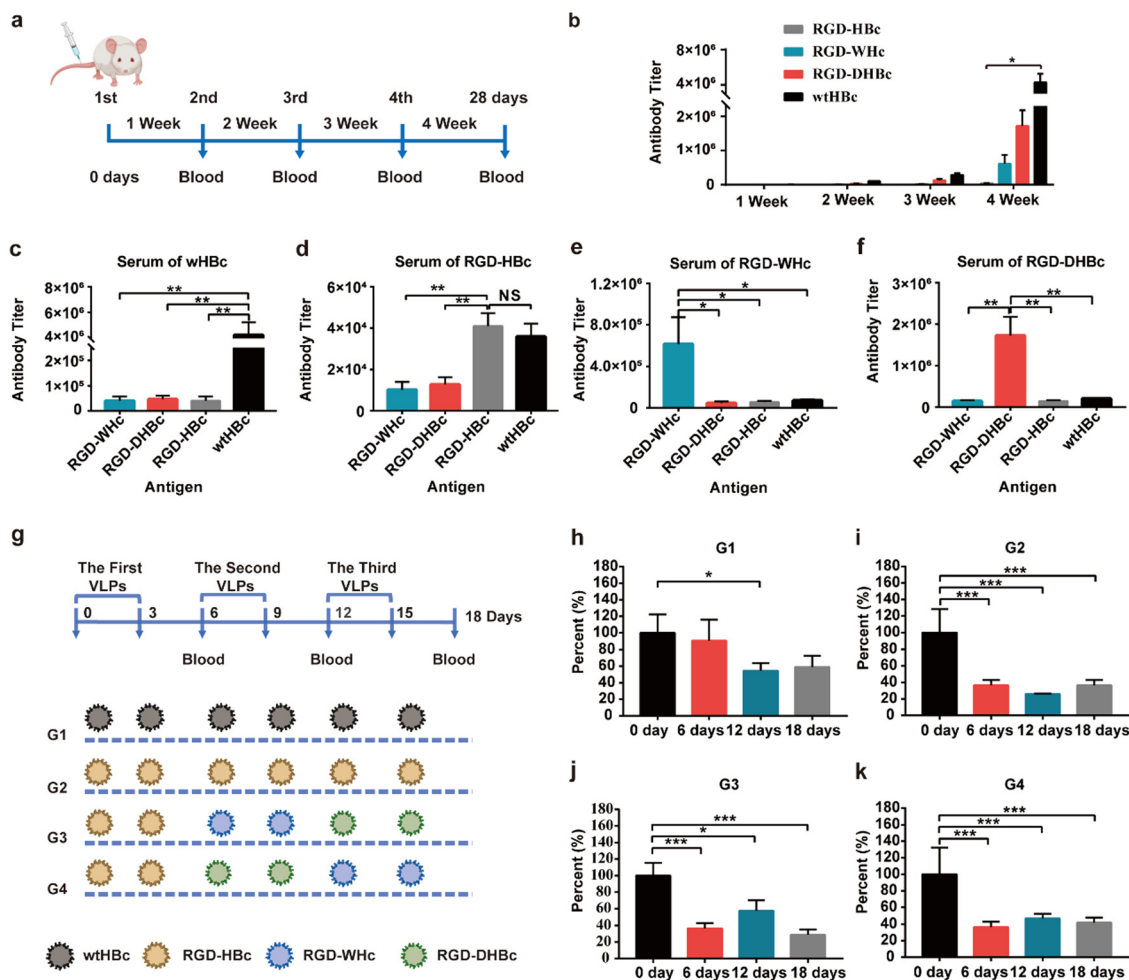 a
1st 2nd 3rd 4th 28 days
1 Week 2 Week 3 Week 4 Week
0 days Blood Blood Blood Blood
b
RGD-HBc
RGD-WHc
RGD-DHBc
wtHBc
Antibody Titer
8×10⁶
6×10⁶
4×10⁶
2×10⁶
1×10⁶
0
*
1 Week 2 Week 3 Week 4 Week
c
Serum of wHBc
Antibody Titer
8×10⁶
6×10⁶
4×10⁶
2×10⁵
1×10⁵
0
**
**
**
RGD-WHc RGD-DHBc RGD-HBc wtHBc
Antigen
d
Serum of RGD-HBc
Antibody Titer
6×10⁴
4×10⁴
2×10⁴
0
** NS
**
RGD-WHc RGD-DHBc RGD-HBc wtHBc
Antigen
e
Serum of RGD-WHc
Antibody Titer
1.2×10⁶
9.0×10⁵
6.0×10⁵
3.0×10⁵
0
*
*
*
RGD-WHc RGD-DHBc RGD-HBc wtHBc
Antigen
f
Serum of RGD-DHBc
Antibody Titer
3×10⁶
2×10⁶
1×10⁶
0
** **
**
RGD-WHc RGD-DHBc RGD-HBc wtHBc
Antigen
g
The First VLPs
The Second VLPs
The Third VLPs
0 3 6 9 12 15 18 Days
Blood Blood Blood
G1
G2
G3
G4
wtHBc RGD-HBc RGD-WHc RGD-DHBc
h
G1
Percent (%)
180
160
140
120
100
80
60
40
20
0
*
0 day 6 days 12 days 18 days
i
G2
Percent (%)
180
160
140
120
100
80
60
40
20
0
***
***
***
0 day 6 days 12 days 18 days
j
G3
Percent (%)
180
160
140
120
100
80
60
40
20
0
***
*
***
0 day 6 days 12 days 18 days
k
G4
Percent (%)
180
160
140
120
100
80
60
40
20
0
***
***
***
0 day 6 days 12 days 18 days